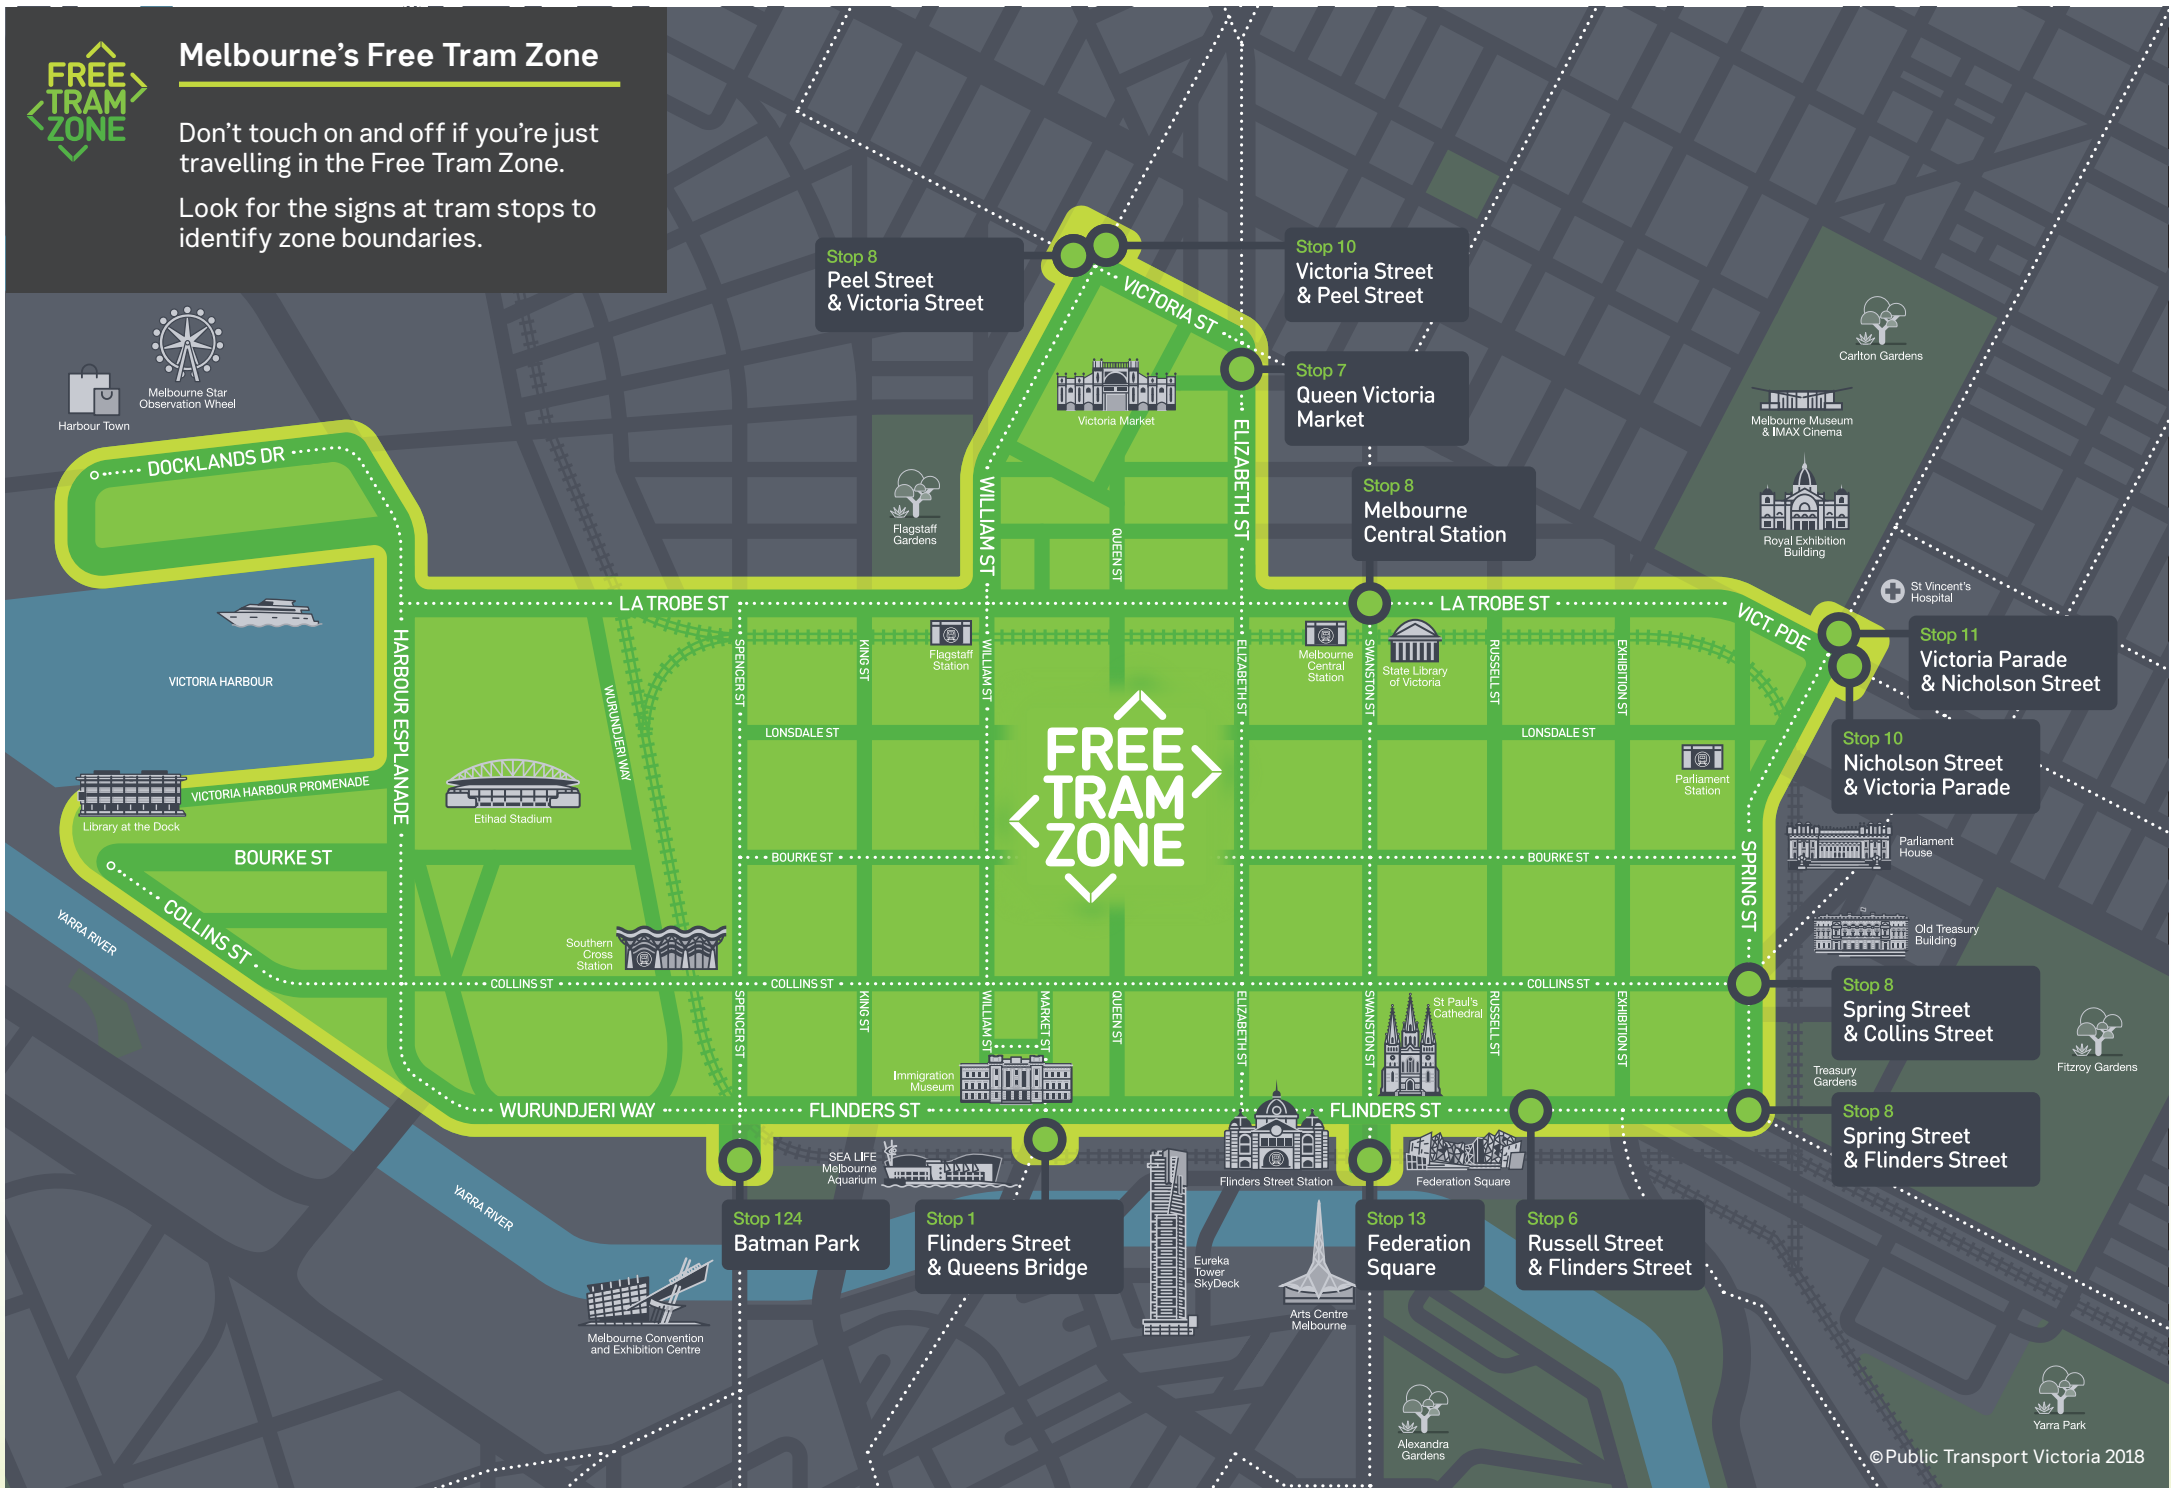 FREE
TRAM
ZONE
Melbourne's Free Tram Zone
Don't touch on and off if you're just
travelling in the Free Tram Zone.
Look for the signs at tram stops to
identify zone boundaries.
Stop 8
Peel Street
& Victoria Street
Stop 10
Victoria Street
& Peel Street
VICTORIA ST
Stop 7
Queen Victoria
Market
Victoria Market
Carlton Gardens
Melbourne Museum
& IMAX Cinema
Royal Exhibition
Building
Melbourne Star
Observation Wheel
Harbour Town
DOCKLANDS DR
Flagstaff
Gardens
WILLIAM ST
QUEEN ST
ELIZABETH ST
Stop 8
Melbourne
Central Station
St Vincent's
Hospital
LA TROBE ST
LA TROBE ST
VICT. PDE
Stop 11
Victoria Parade
& Nicholson Street
HARBOUR ESPLANADE
WURUNDJERI WAY
SPENCER ST
KING ST
Flagstaff
Station
WILLIAM ST
ELIZABETH ST
Melbourne
Central
Station
SWANSTON ST
State Library
of Victoria
RUSSELL ST
EXHIBITION ST
VICTORIA HARBOUR
LONSDALE ST
LONSDALE ST
FREE
TRAM
ZONE
Stop 10
Nicholson Street
& Victoria Parade
Parliament
Station
VICTORIA HARBOUR PROMENADE
Library at the Dock
Etihad Stadium
Parliament
House
BOURKE ST
BOURKE ST
BOURKE ST
SPRING ST
COLLINS ST
YARRA RIVER
Southern
Cross
Station
Old Treasury
Building
COLLINS ST
COLLINS ST
COLLINS ST
Stop 8
Spring Street
& Collins Street
SPENCER ST
KING ST
WILLIAM ST
MARKET ST
QUEEN ST
ELIZABETH ST
SWANSTON ST
St Paul's
Cathedral
RUSSELL ST
EXHIBITION ST
Immigration
Museum
Treasury
Gardens
Fitzroy Gardens
WURUNDJERI WAY
FLINDERS ST
FLINDERS ST
Stop 8
Spring Street
& Flinders Street
SEA LIFE
Melbourne
Aquarium
Flinders Street Station
Federation Square
YARRA RIVER
Stop 124
Batman Park
Stop 1
Flinders Street
& Queens Bridge
Eureka
Tower
SkyDeck
Stop 13
Federation
Square
Stop 6
Russell Street
& Flinders Street
Arts Centre
Melbourne
Melbourne Convention
and Exhibition Centre
Alexandra
Gardens
Yarra Park
©Public Transport Victoria 2018